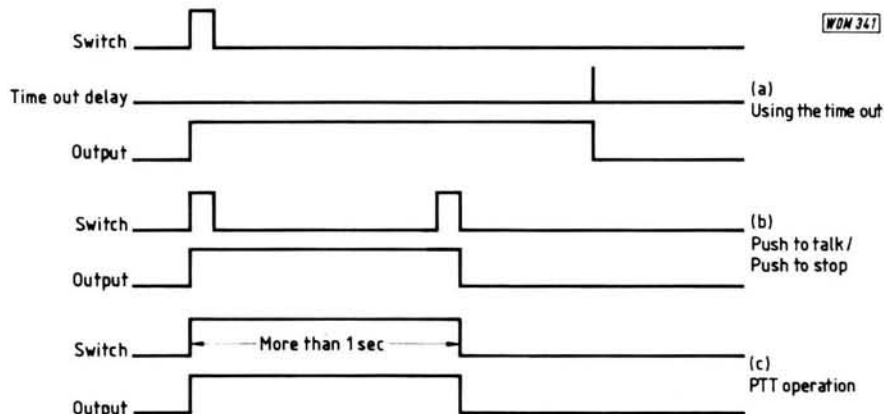 WDM 341
Switch
Time out delay
Output
(a)
Using the time out
Switch
Output
(b)
Push to talk /
Push to stop
Switch
More than 1 sec
Output
(c)
PTT operation